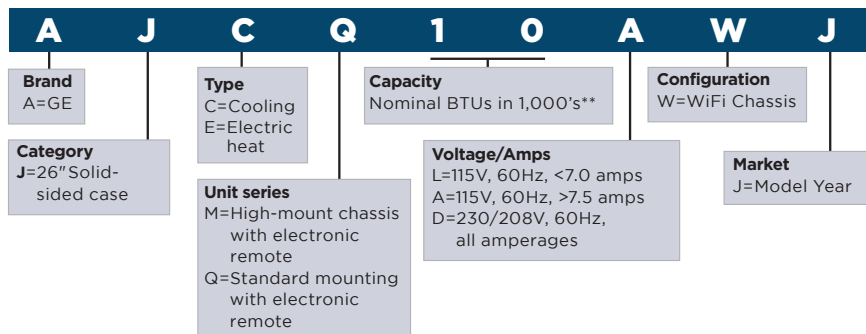 A J C Q 1 0 A W J
Brand
A=GE
Category
J=26" Solid-
sided case
Type
C=Cooling
E=Electric
heat
Unit series
M=High-mount chassis
with electronic
remote
Q=Standard mounting
with electronic
remote
Capacity
Nominal BTUs in 1,000's**
Voltage/Amps
L=115V, 60Hz, <7.0 amps
A=115V, 60Hz, >7.5 amps
D=230/208V, 60Hz,
all amperages
Configuration
W=WiFi Chassis
Market
J=Model Year